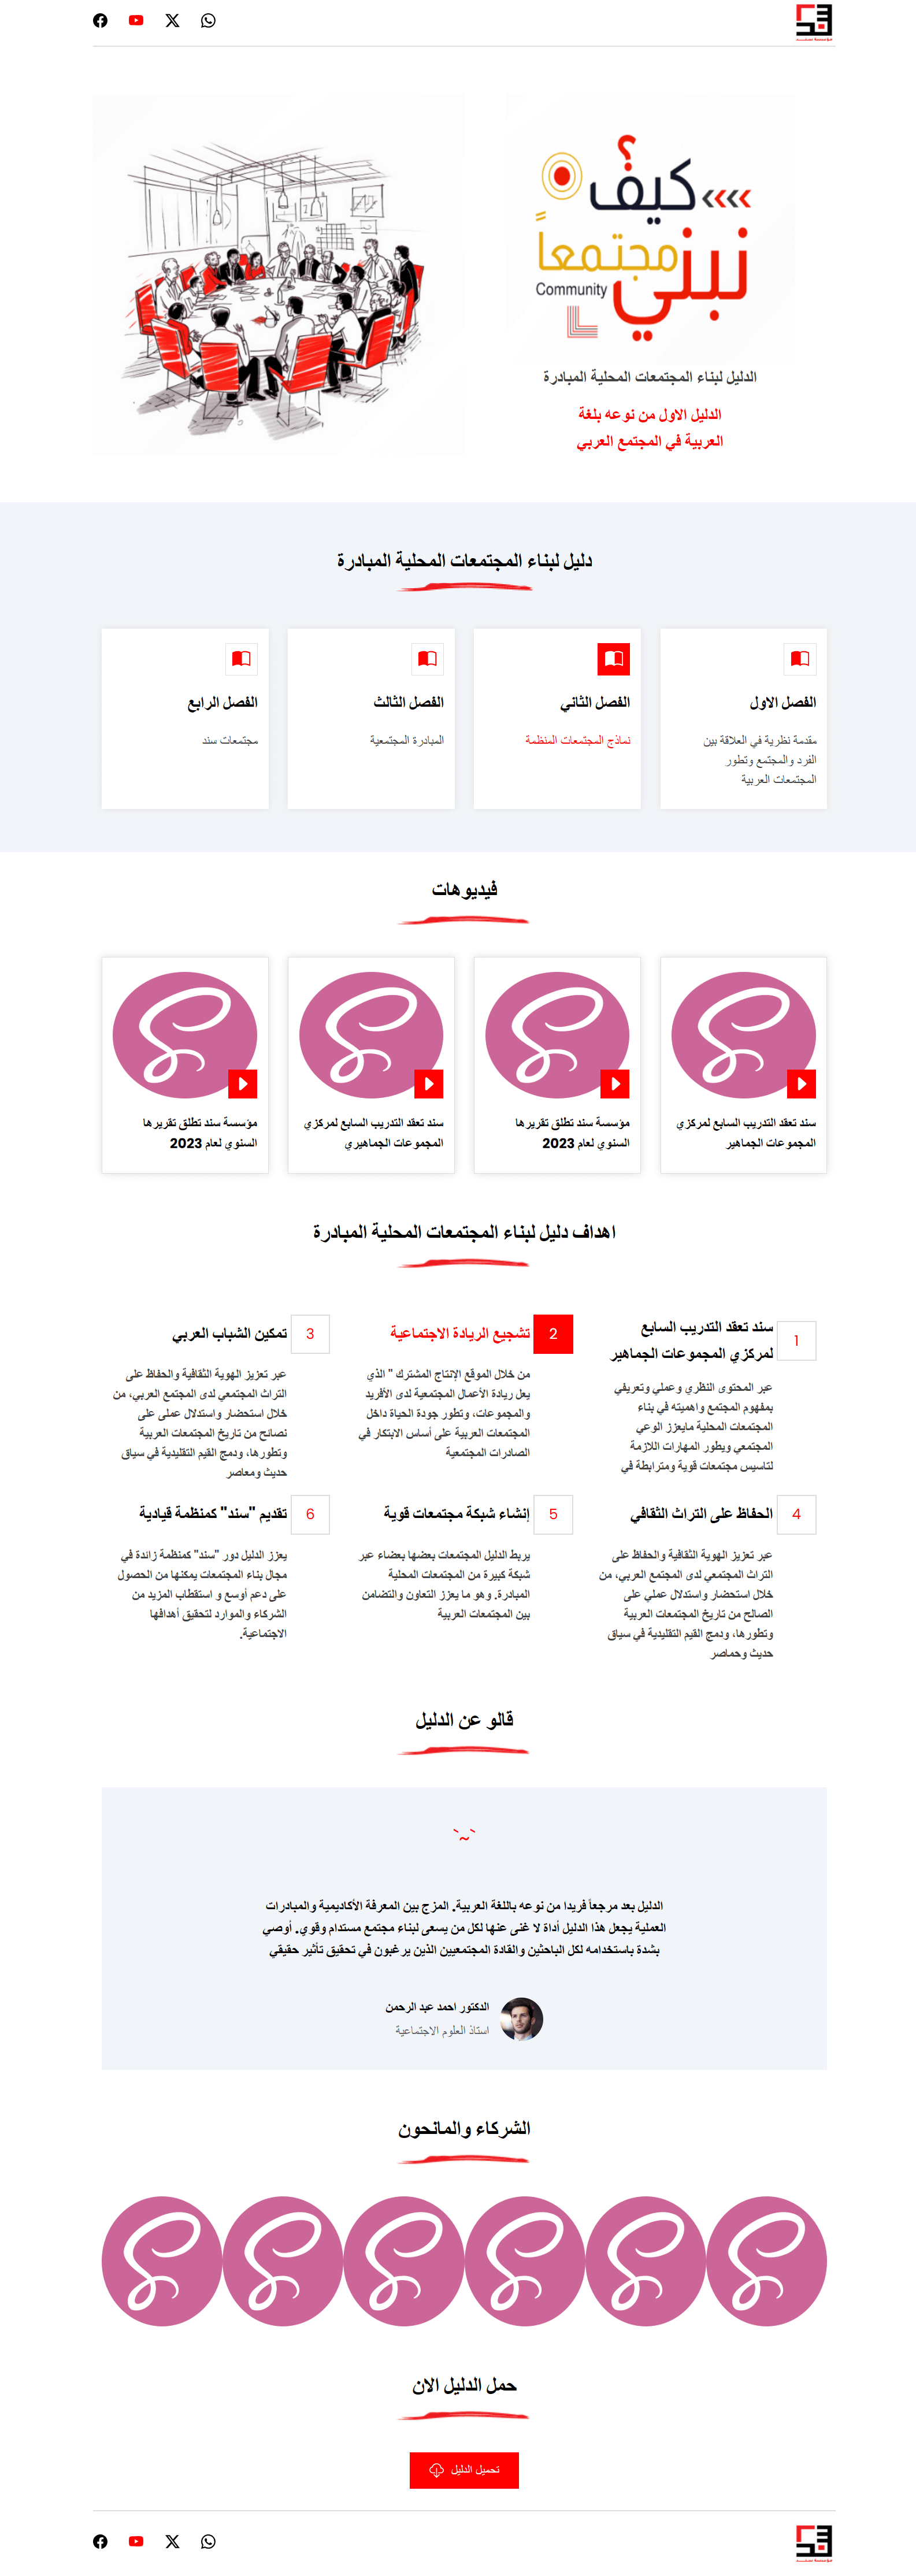 سند
مؤسسة سند
كيف؟
نبني
مجتمعاً
Community
الدليل لبناء المجتمعات المحلية المبادرة
الدليل الاول من نوعه بلغة
العربية في المجتمع العربي
دليل لبناء المجتمعات المحلية المبادرة
الفصل الاول
مقدمة نظرية في العلاقة بين
الفرد والمجتمع وتطور
المجتمعات العربية
الفصل الثاني
نماذج المجتمعات المنظمة
الفصل الثالث
المبادرة المجتمعية
الفصل الرابع
مجتمعات سند
فيديوهات
سند تعقد التدريب السابع لمركزي
المجموعات الجماهير
مؤسسة سند تطلق تقريرها
السنوي لعام 2023
سند تعقد التدريب السابع لمركزي
المجموعات الجماهيري
مؤسسة سند تطلق تقريرها
السنوي لعام 2023
اهداف دليل لبناء المجتمعات المحلية المبادرة
1
سند تعقد التدريب السابع
لمركزي المجموعات الجماهير
عبر المحتوى النظري وعملي وتعريفي
بمفهوم المجتمع واهميته في بناء
المجتمعات المحلية مايعزز الوعي
المجتمعي ويطور المهارات اللازمة
لتاسيس مجتمعات قوية ومترابطة في
2
تشجيع الريادة الاجتماعية
من خلال الموقع الإنتاج المشترك " الذي
يعل ريادة الأعمال المجتمعية لدى الأفريد
والمجموعات، وتطور جودة الحياة داخل
المجتمعات العربية على أساس الابتكار في
الصادرات المجتمعية
3
تمكين الشباب العربي
عبر تعزيز الهوية الثقافية والحفاظ على
التراث المجتمعي لدى المجتمع العربي، من
خلال استحضار واستدلال عملى على
نصائح من تاريخ المجتمعات العربية
وتطورها، ودمج القيم التقليدية في سياق
حديث ومعاصر
4
الحفاظ على التراث الثقافي
عبر تعزيز الهوية الثقافية والحفاظ على
التراث المجتمعي لدى المجتمع العربي، من
خلال استحضار واستدلال عملي على
الصالح من تاريخ المجتمعات العربية
وتطورها، ودمج القيم التقليدية في سياق
حديث وحماصر
5
إنشاء شبكة مجتمعات قوية
يربط الدليل المجتمعات بعضها بعضاء عبر
شبكة كبيرة من المجتمعات المحلية
المبادرة. وهو ما يعزز التعاون والتضامن
بين المجتمعات العربية
6
تقديم "سند" كمنظمة قيادية
يعزز الدليل دور "سند" كمنظمة زائدة في
مجال بناء المجتمعات يمكنها من الحصول
على دعم أوسع و استقطاب المزيد من
الشركاء والموارد لتحقيق أهدافها
الاجتماعية.
قالو عن الدليل
الدليل بعد مرجعاً فريدا من نوعه باللغة العربية. المزج بين المعرفة الأكاديمية والمبادرات
العملية يجعل هذا الدليل أداة لا غنى عنها لكل من يسعى لبناء مجتمع مستدام وقوي. أوصي
بشدة باستخدامه لكل الباحثين والقادة المجتمعيين الذين يرغبون في تحقيق تأثير حقيقي
الدكتور احمد عبد الرحمن
استاذ العلوم الاجتماعية
الشركاء والمانحون
حمل الدليل الان
تحميل الدليل
سند
مؤسسة سند